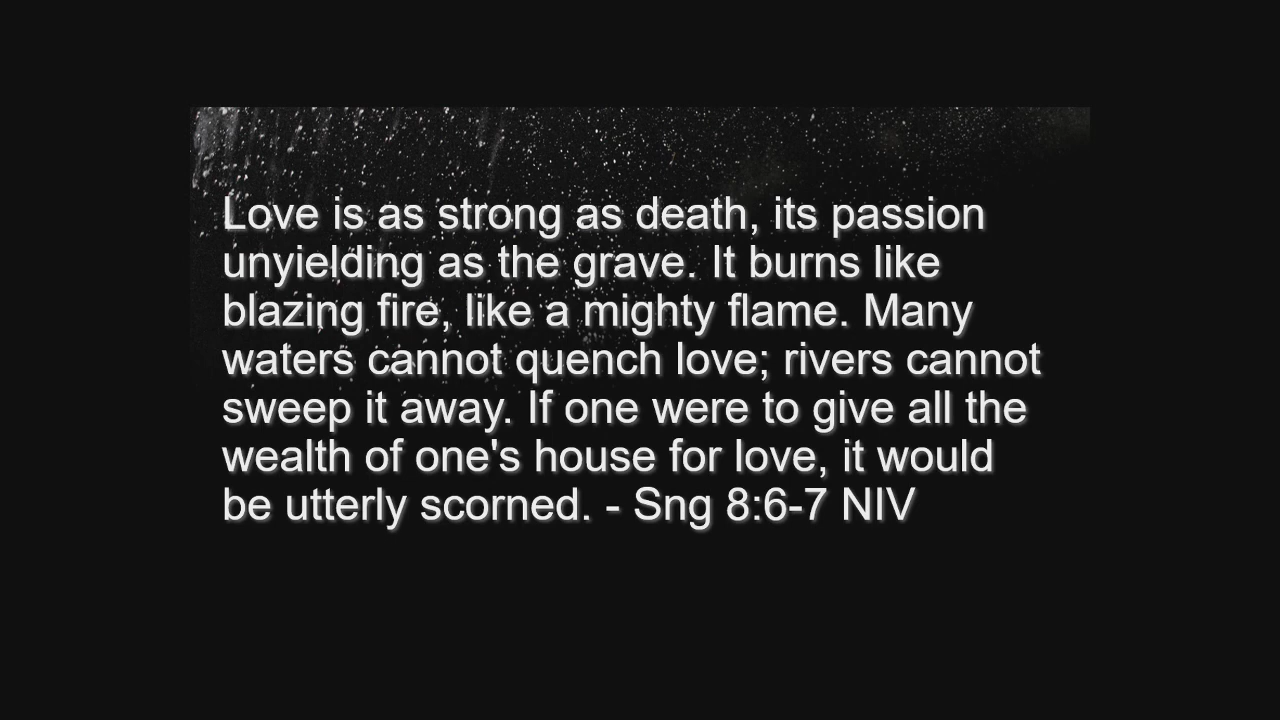 Love is as strong as death, its passion
unyielding as the grave. It burns like
blazing fire, like a mighty flame. Many
waters cannot quench love; rivers cannot
sweep it away. If one were to give all the
wealth of one's house for love, it would
be utterly scorned. - Sng 8:6-7 NIV